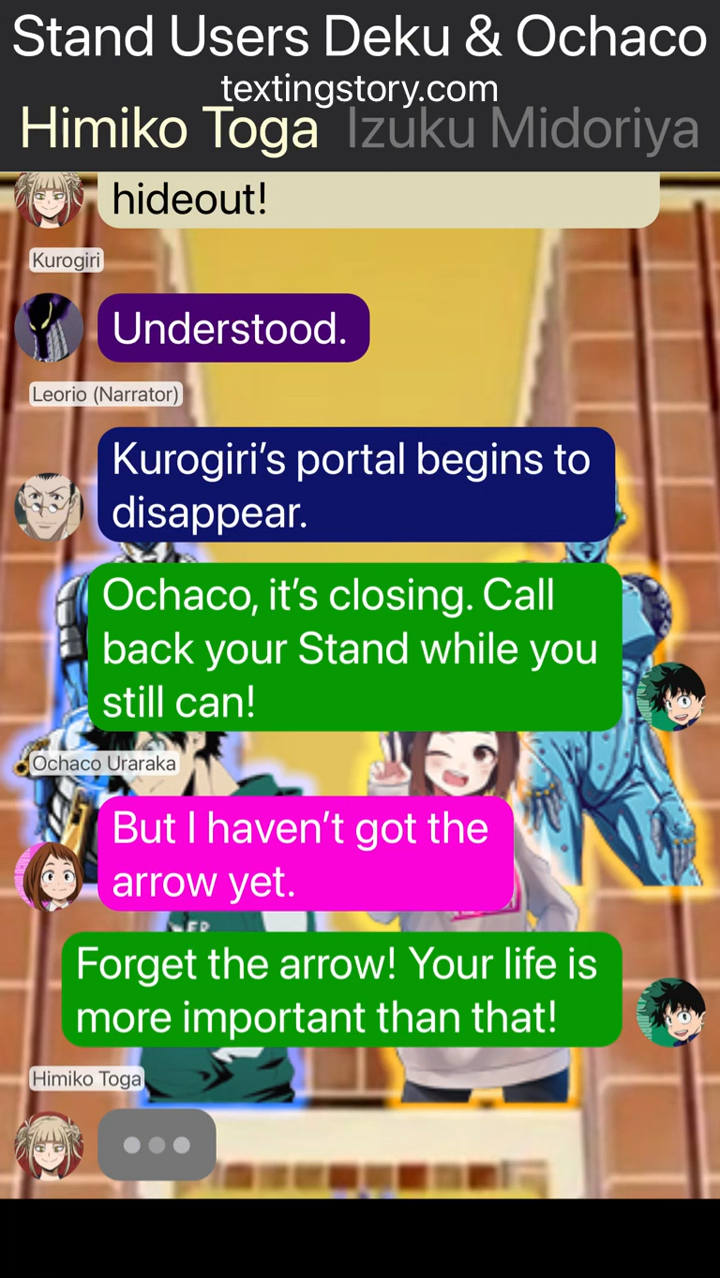 Stand Users Deku & Ochaco
textingstory.com
Himiko Toga Izuku Midoriya
hideout!
Kurogiri
Understood.
Leorio (Narrator)
Kurogiri’s portal begins to
disappear.
Ochaco, it’s closing. Call
back your Stand while you
still can!
Ochaco Uraraka
But I haven’t got the
arrow yet.
Forget the arrow! Your life is
more important than that!
Himiko Toga